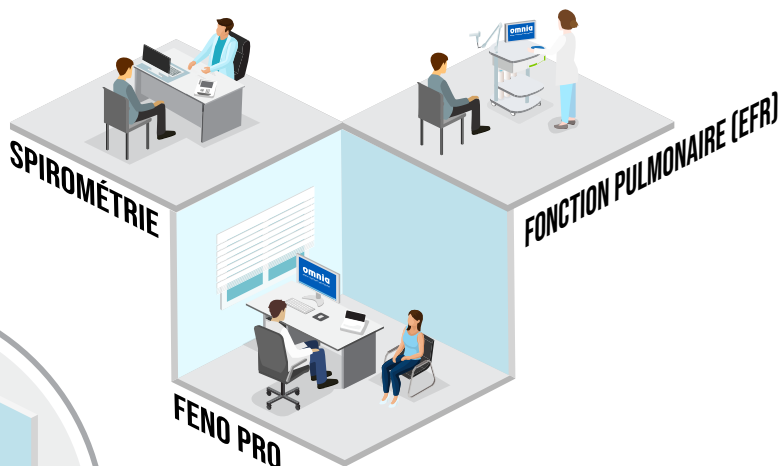 omnia
SPIROMÉTRIE
FONCTION PULMONAIRE (EFR)
omnia
FENO PRO